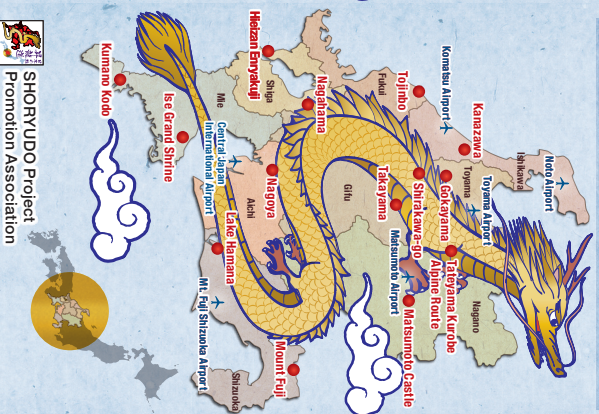 Noto Airport
Ishikawa
Kanazawa
Komatsu Airport
Toyama
Toyama Airport
Gokayama
Tojinbo
Fukui
Shirakawa-go
Tateyama Kurobe
Alpine Route
Nagano
Takayama
Matsumoto Airport
Matsumoto Castle
Gifu
Nagahama
Shiga
Hieizan Enryakuji
Nagoya
Aichi
Central Japan
International Airport
Lake Hamana
Mt. Fuji Shizuoka Airport
Mount Fuji
Shizuoka
Mie
Ise Grand Shrine
Kumano Kodo
SHORYUDO Project
Promotion Association